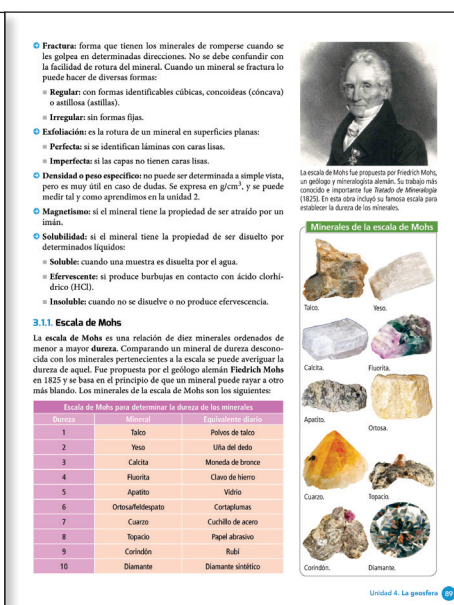 Fractura: forma que tienen los minerales de romperse cuando se
les golpea en determinadas direcciones. No se debe confundir con
la facilidad de rotura del mineral. Cuando un mineral se fractura lo
puede hacer de diversas formas:
Regular: con formas identificables cúbicas, concoideas (cóncava)
o astillosa (astillas).
Irregular: sin formas fijas.
Exfoliación: es la rotura de un mineral en superficies planas:
Perfecta: si se identifican láminas con caras lisas.
Imperfecta: si las capas no tienen caras lisas.
Densidad o peso específico: no puede ser determinada a simple vista,
pero es muy útil en caso de dudas. Se expresa en g/cm³, y se puede
medir tal y como aprendimos en la unidad 2.
Magnetismo: si el mineral tiene la propiedad de ser atraído por un
imán.
Solubilidad: si el mineral tiene la propiedad de ser disuelto por
determinados líquidos:
Soluble: cuando una muestra es disuelta por el agua.
Efervescente: si produce burbujas en contacto con ácido clorhí-
drico (HCl).
Insoluble: cuando no se disuelve o no produce efervescencia.
3.1.1. Escala de Mohs
La escala de Mohs es una relación de diez minerales ordenados de
menor a mayor dureza. Comparando un mineral de dureza descono-
cida con los minerales pertenecientes a la escala se puede averiguar la
dureza de aquel. Fue propuesta por el geólogo alemán Fiedrich Mohs
en 1825 y se basa en el principio de que un mineral puede rayar a otro
más blando. Los minerales de la escala de Mohs son los siguientes:
Escala de Mohs para determinar la dureza de los minerales
Dureza Mineral Equivalente diario
1 Talco Polvos de talco
2 Yeso Uña del dedo
3 Calcita Moneda de bronce
4 Fluorita Clavo de hierro
5 Apatito Vidrio
6 Ortosa/feldespato Cortaplumas
7 Cuarzo Cuchillo de acero
8 Topacio Papel abrasivo
9 Corindón Rubí
10 Diamante Diamante sintético
La escala de Mohs fue propuesta por Friedrich Mohs,
un geólogo y mineralogista alemán. Su trabajo más
conocido e importante fue Tratado de Mineralogía
(1825). En esta obra incluyó su famosa escala para
establecer la dureza de los minerales.
Minerales de la escala de Mohs
Talco. Yeso.
Calcita. Fluorita.
Apatito. Ortosa.
Cuarzo. Topacio.
Corindón. Diamante.
Unidad 4. La geosfera 89